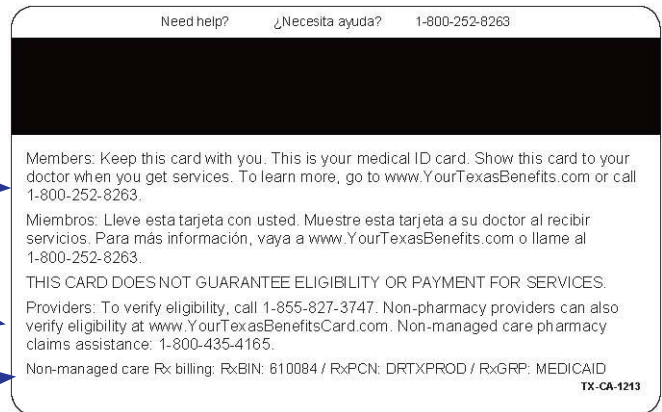 Need help? ¿Necesita ayuda? 1-800-252-8263
Members: Keep this card with you. This is your medical ID card. Show this card to your
doctor when you get services. To learn more, go to www.YourTexasBenefits.com or call
1-800-252-8263.
Miembros: Lleve esta tarjeta con usted. Muestre esta tarjeta a su doctor al recibir
servicios. Para más información, vaya a www.YourTexasBenefits.com o llame al
1-800-252-8263.
THIS CARD DOES NOT GUARANTEE ELIGIBILITY OR PAYMENT FOR SERVICES.
Providers: To verify eligibility, call 1-855-827-3747. Non-pharmacy providers can also
verify eligibility at www.YourTexasBenefitsCard.com. Non-managed care pharmacy
claims assistance: 1-800-435-4165.
Non-managed care Rx billing: RxBIN: 610084 / RxPCN: DRTXPROD / RxGRP: MEDICAID
TX-CA-1213